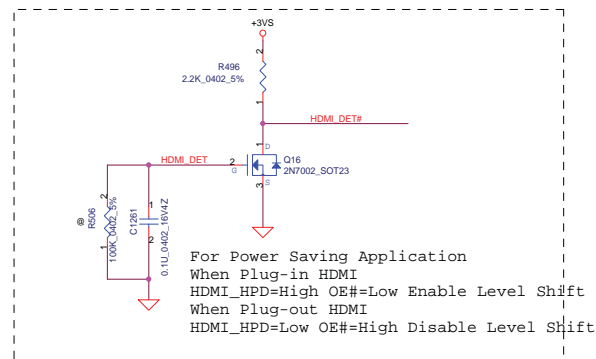 +3VS
2
R496
2.2K_0402_5%
1
HDMI_DET#
1
D
HDMI_DET
2
G
Q16
2N7002_SOT23
3
S
@
R506
100K_0402_5%
2
1
C1261
0.1U_0402_16V4Z
1
2
For Power Saving Application
When Plug-in HDMI
HDMI_HPD=High OE#=Low Enable Level Shift
When Plug-out HDMI
HDMI_HPD=Low OE#=High Disable Level Shift